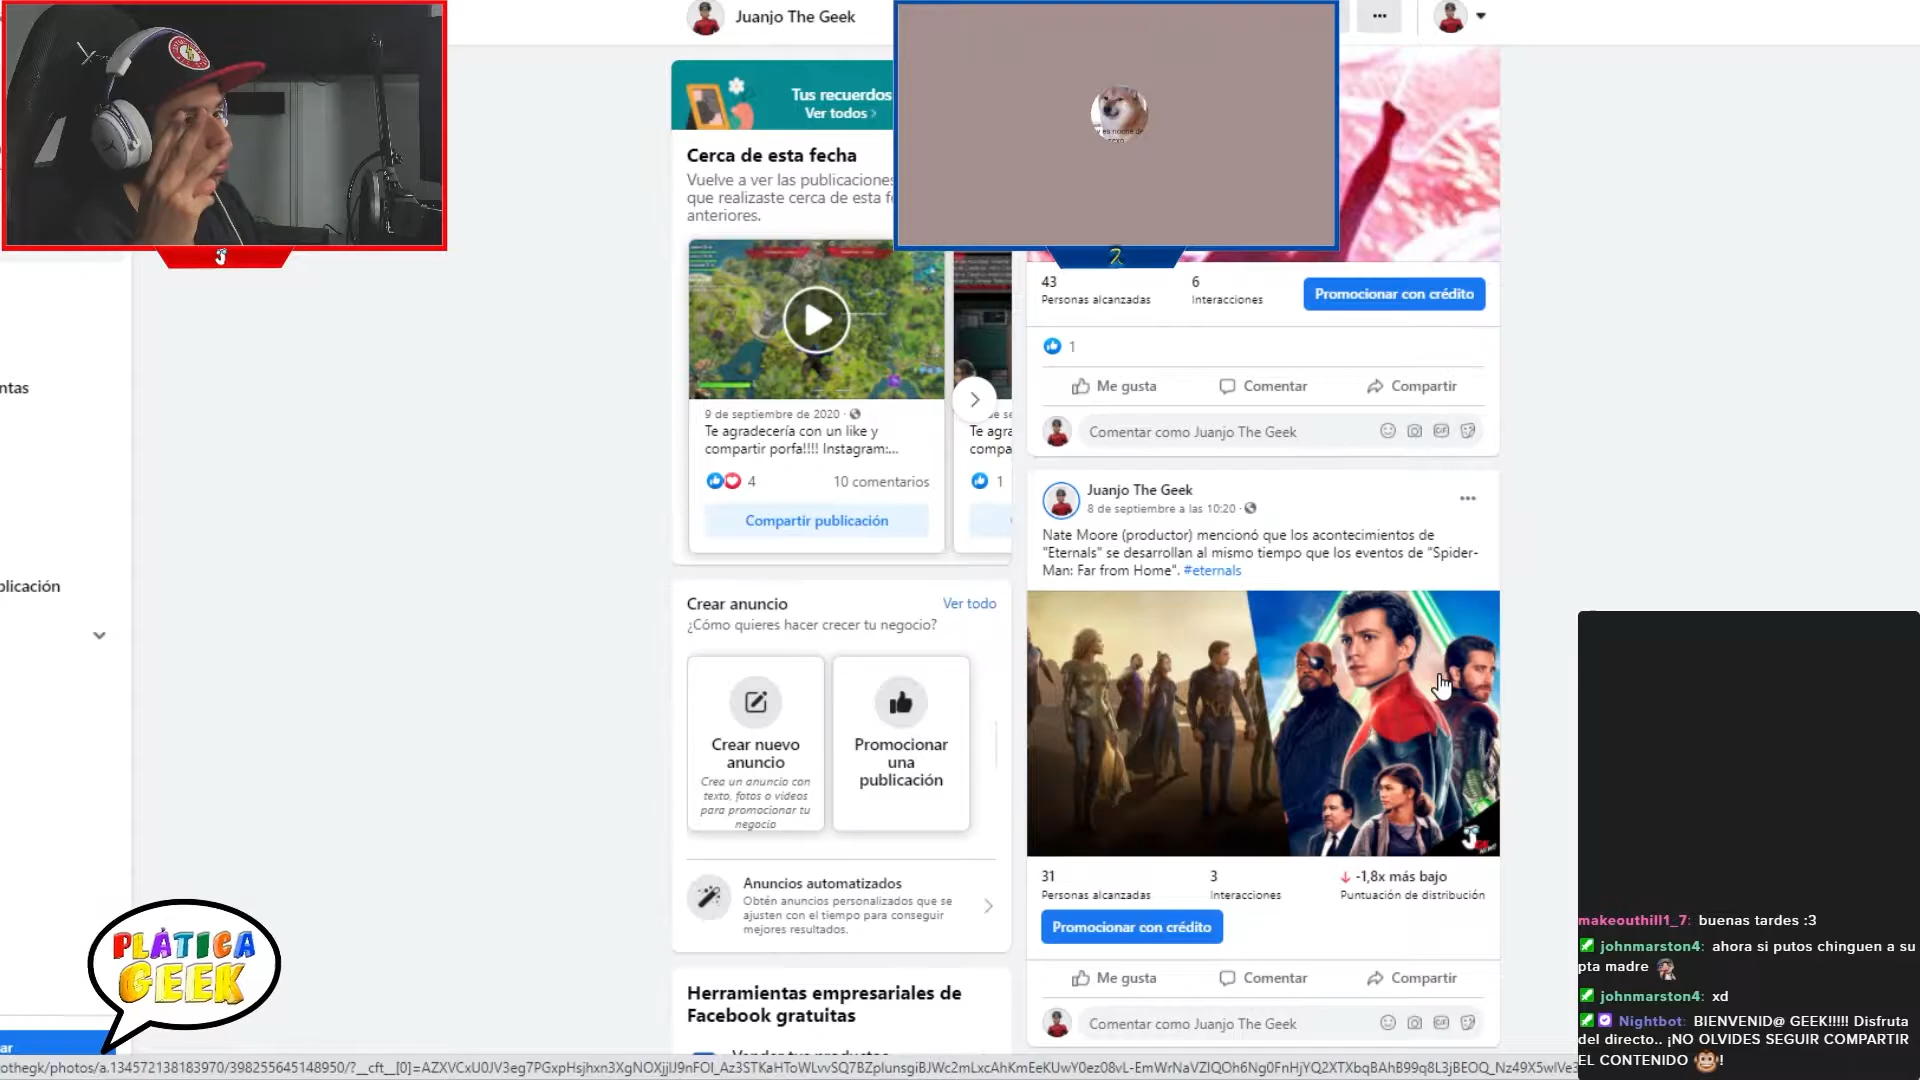 Juanjo The Geek
Tus recuerdos
Ver todos
Cerca de esta fecha
Vuelve a ver las publicaciones
que realizaste cerca de esta fe
anteriores.
9 de septiembre de 2020 ·
Te agradecería con un like y
compartir porfa!!!! Instagram:...
4
10 comentarios
Compartir publicación
de se
Te agra
compa
1
Crear anuncio
Ver todo
¿Cómo quieres hacer crecer tu negocio?
Crear nuevo
anuncio
Crea un anuncio con
texto, fotos o videos
para promocionar tu
negocio
Promocionar
una
publicación
Anuncios automatizados
Obtén anuncios personalizados que se
ajusten con el tiempo para conseguir
mejores resultados.
Herramientas empresariales de
Facebook gratuitas
43
Personas alcanzadas
6
Interacciones
Promocionar con crédito
1
Me gusta
Comentar
Compartir
Comentar como Juanjo The Geek
GIF
Juanjo The Geek
8 de septiembre a las 10:20 ·
Nate Moore (productor) mencionó que los acontecimientos de
"Eternals" se desarrollan al mismo tiempo que los eventos de "Spider-
Man: Far from Home". #eternals
31
Personas alcanzadas
3
Interacciones
-1,8x más bajo
Puntuación de distribución
Promocionar con crédito
Me gusta
Comentar
Compartir
Comentar como Juanjo The Geek
GIF
ntas
blicación
ar
PLÁTICA
GEEK
makeouthill1_7: buenas tardes :3
johnmarston4: ahora si putos chinguen a su
pta madre
johnmarston4: xd
Nightbot: BIENVENID@ GEEK!!!!! Disfruta
del directo.. ¡NO OLVIDES SEGUIR COMPARTIR
EL CONTENIDO !